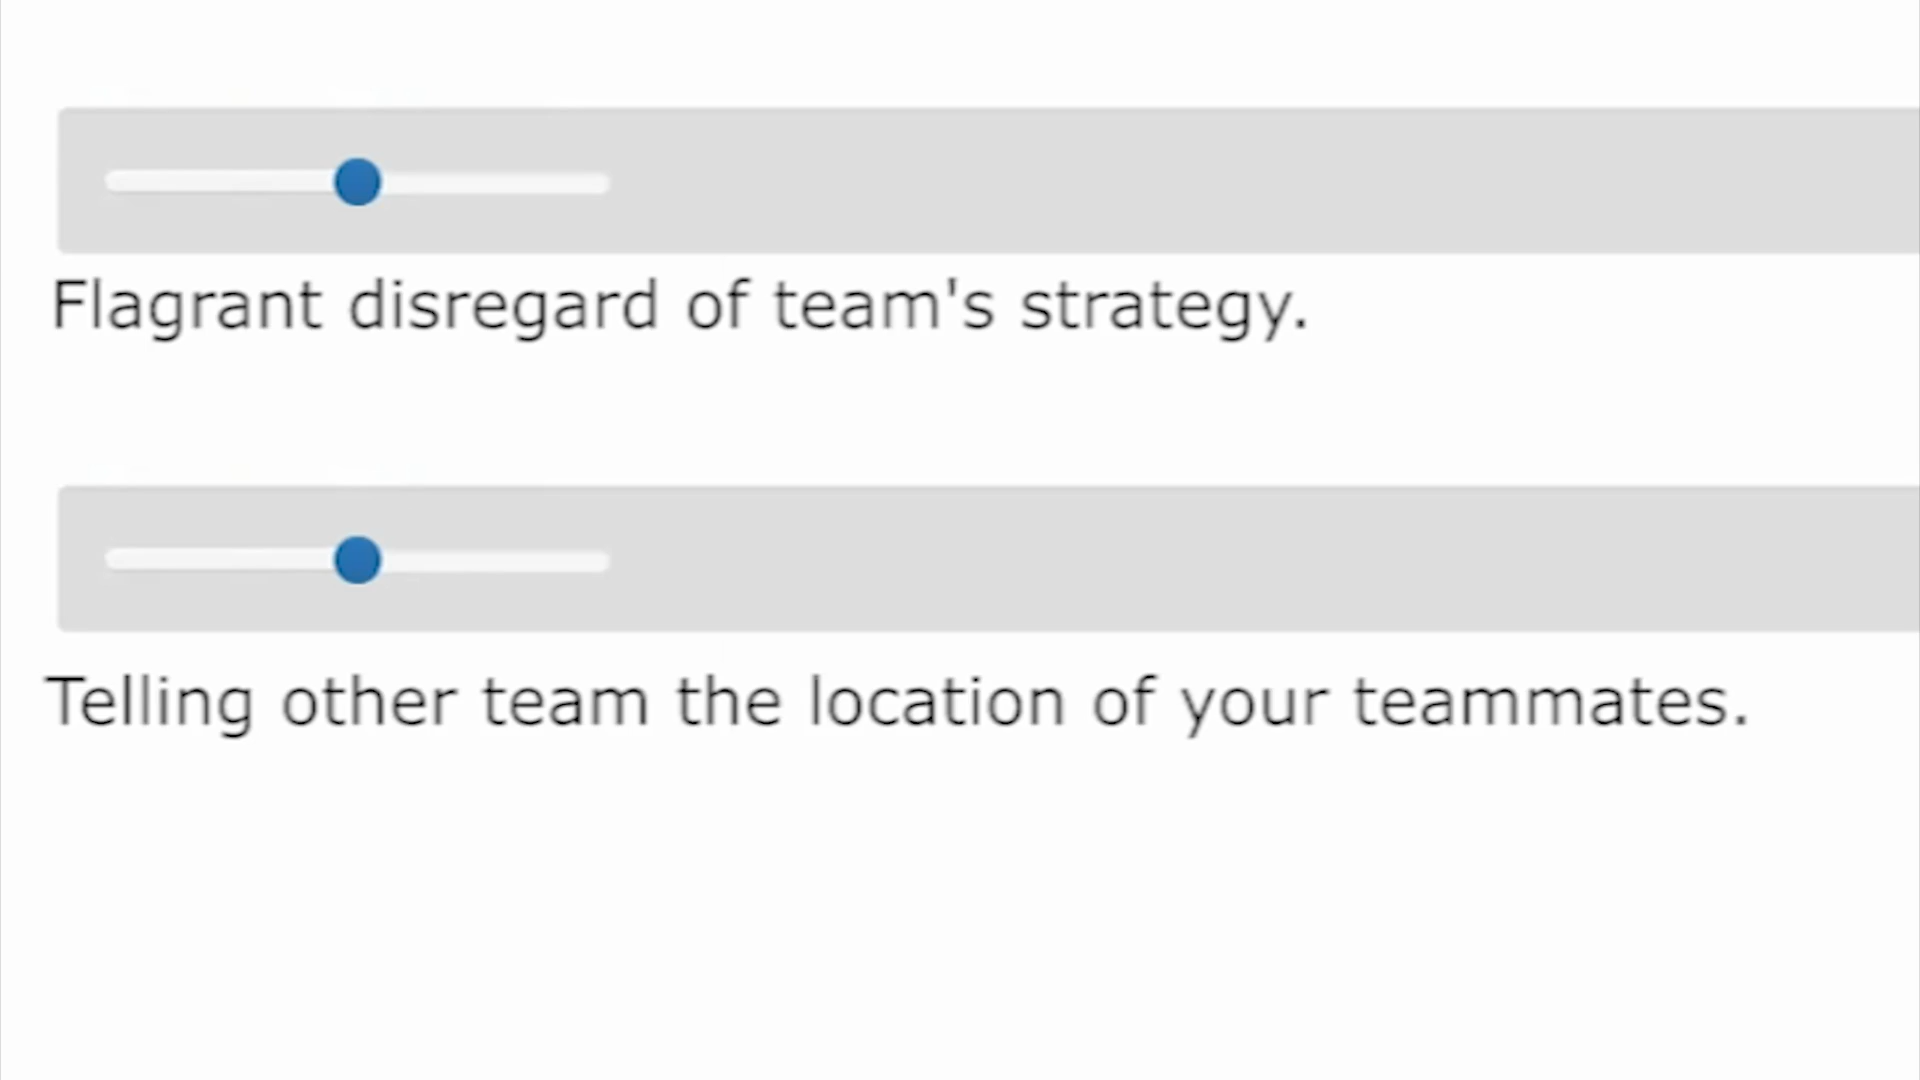 Flagrant disregard of team's strategy.
Telling other team the location of your teammates.